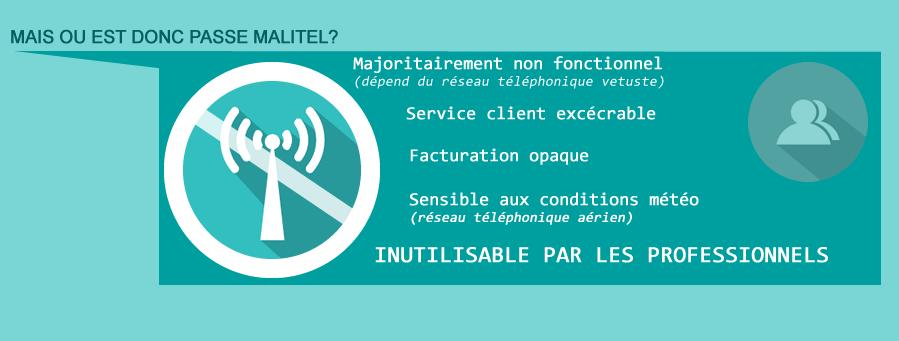 MAIS OU EST DONC PASSE MALITEL?
Majoritairement non fonctionnel
(dépend du réseau téléphonique vetuste)
Service client excécrable
Facturation opaque
Sensible aux conditions météo
(réseau téléphonique aérien)
INUTILISABLE PAR LES PROFESSIONNELS